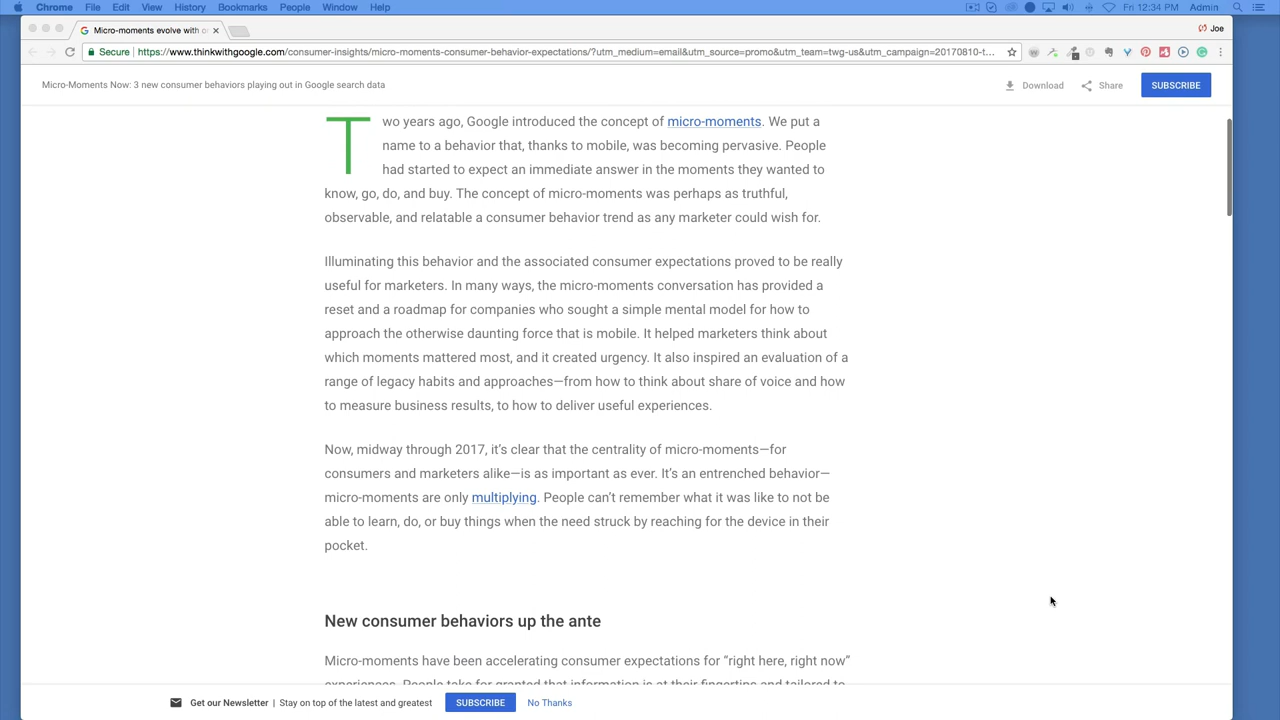 Chrome File Edit View History Bookmarks People Window Help Fri 12:34 PM Admin
Micro-moments evolve with Joe
Secure https://www.thinkwithgoogle.com/consumer-insights/micro-moments-consumer-behavior-expectations/?utm_medium=email&utm_source=promo&utm_team=twg-us&utm_campaign=20170810-t...
Micro-Moments Now: 3 new consumer behaviors playing out in Google search data Download Share SUBSCRIBE
Two years ago, Google introduced the concept of micro-moments. We put a
name to a behavior that, thanks to mobile, was becoming pervasive. People
had started to expect an immediate answer in the moments they wanted to
know, go, do, and buy. The concept of micro-moments was perhaps as truthful,
observable, and relatable a consumer behavior trend as any marketer could wish for.
Illuminating this behavior and the associated consumer expectations proved to be really
useful for marketers. In many ways, the micro-moments conversation has provided a
reset and a roadmap for companies who sought a simple mental model for how to
approach the otherwise daunting force that is mobile. It helped marketers think about
which moments mattered most, and it created urgency. It also inspired an evaluation of a
range of legacy habits and approaches—from how to think about share of voice and how
to measure business results, to how to deliver useful experiences.
Now, midway through 2017, it’s clear that the centrality of micro-moments—for
consumers and marketers alike—is as important as ever. It’s an entrenched behavior—
micro-moments are only multiplying. People can’t remember what it was like to not be
able to learn, do, or buy things when the need struck by reaching for the device in their
pocket.
New consumer behaviors up the ante
Micro-moments have been accelerating consumer expectations for “right here, right now”
experiences. People take for granted that information is at their fingertips and tailored to
Get our Newsletter | Stay on top of the latest and greatest SUBSCRIBE No Thanks